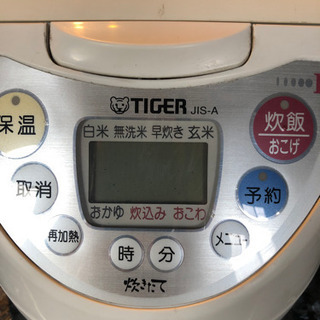 TIGER JIS-A
白米 無洗米 早炊き 玄米
保温
炊飯
おこげ
取消
予約
おかゆ 炊込み おこわ
再加熱
時
分
メニュー
炊きたて